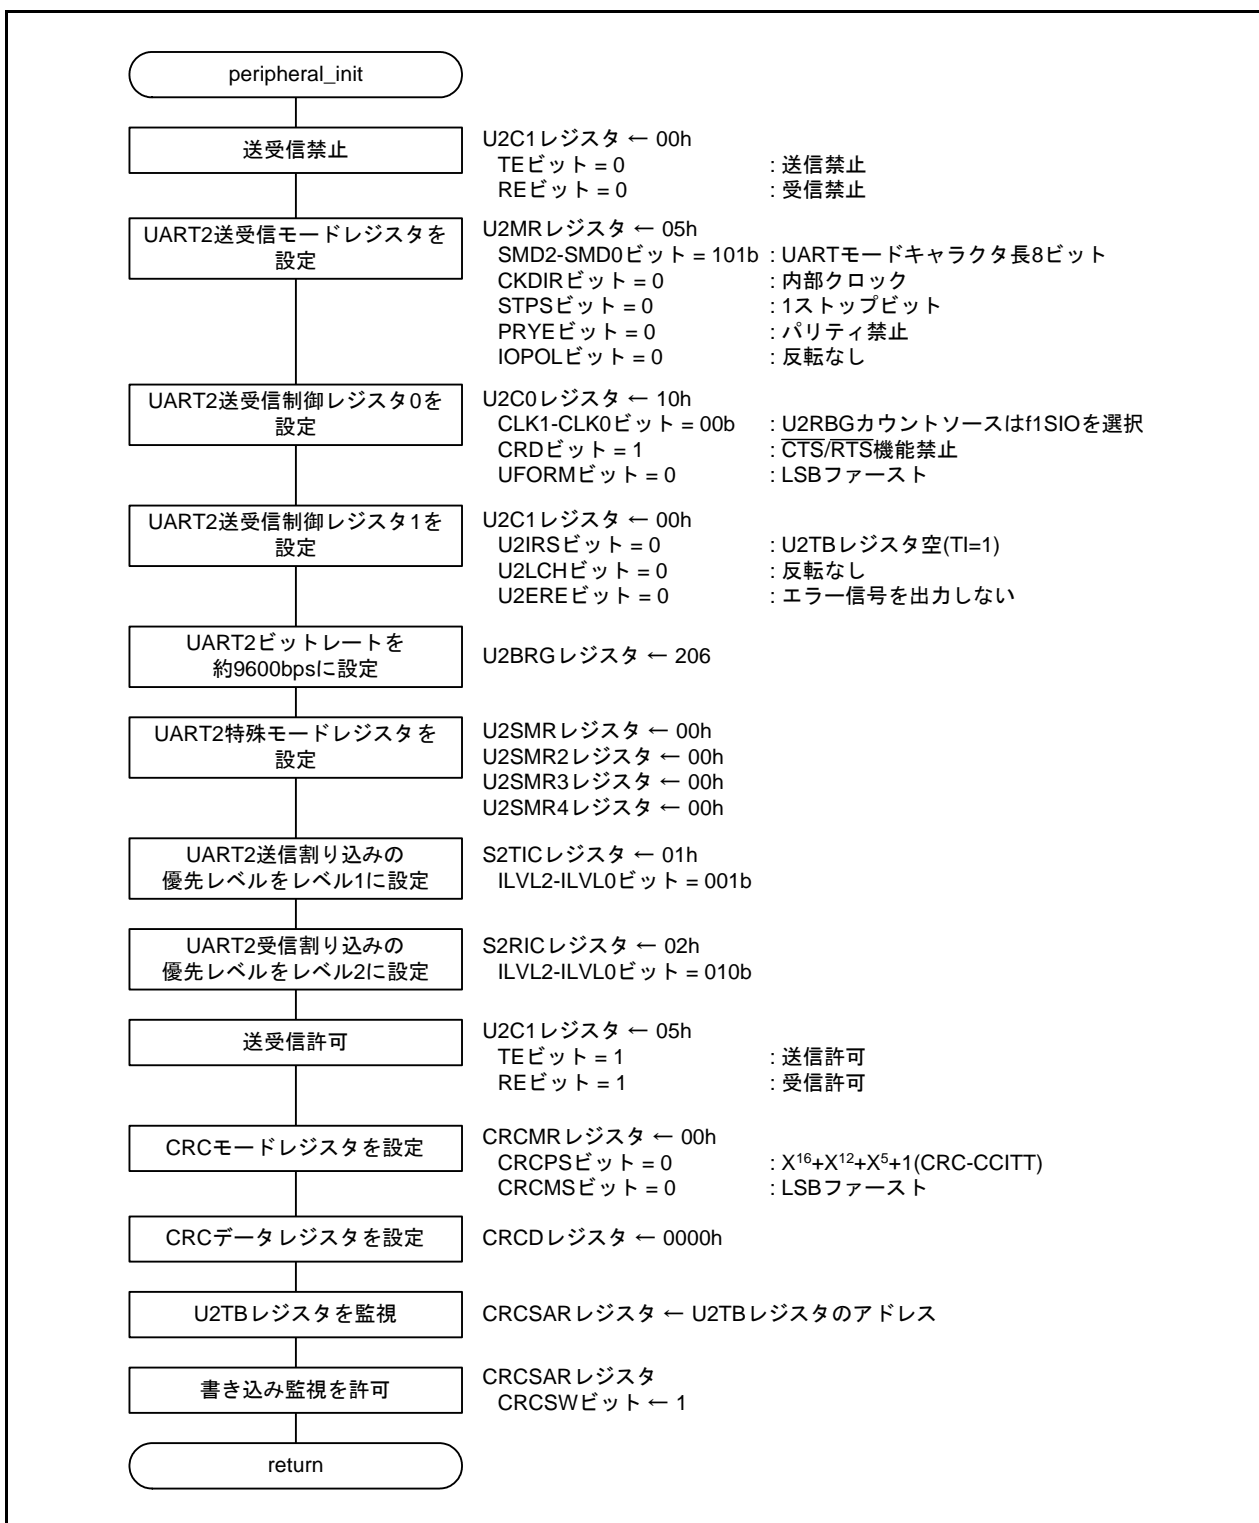 peripheral_init
送受信禁止
U2C1レジスタ ← 00h
TEビット = 0 : 送信禁止
REビット = 0 : 受信禁止
UART2送受信モードレジスタを
設定
U2MRレジスタ ← 05h
SMD2-SMD0ビット = 101b : UARTモードキャラクタ長8ビット
CKDIRビット = 0 : 内部クロック
STPSビット = 0 : 1ストップビット
PRYEビット = 0 : パリティ禁止
IOPOLビット = 0 : 反転なし
UART2送受信制御レジスタ0を
設定
U2C0レジスタ ← 10h
CLK1-CLK0ビット = 00b : U2RBGカウントソースはf1SIOを選択
CRDビット = 1 : CTS/RTS機能禁止
UFORMビット = 0 : LSBファースト
UART2送受信制御レジスタ1を
設定
U2C1レジスタ ← 00h
U2IRSビット = 0 : U2TBレジスタ空(TI=1)
U2LCHビット = 0 : 反転なし
U2EREビット = 0 : エラー信号を出力しない
UART2ビットレートを
約9600bpsに設定
U2BRGレジスタ ← 206
UART2特殊モードレジスタを
設定
U2SMRレジスタ ← 00h
U2SMR2レジスタ ← 00h
U2SMR3レジスタ ← 00h
U2SMR4レジスタ ← 00h
UART2送信割り込みの
優先レベルをレベル1に設定
S2TICレジスタ ← 01h
ILVL2-ILVL0ビット = 001b
UART2受信割り込みの
優先レベルをレベル2に設定
S2RICレジスタ ← 02h
ILVL2-ILVL0ビット = 010b
送受信許可
U2C1レジスタ ← 05h
TEビット = 1 : 送信許可
REビット = 1 : 受信許可
CRCモードレジスタを設定
CRCMRレジスタ ← 00h
CRCPSビット = 0 : X¹⁶+X¹²+X⁵+1(CRC-CCITT)
CRCMSビット = 0 : LSBファースト
CRCデータレジスタを設定
CRCDレジスタ ← 0000h
U2TBレジスタを監視
CRCSARレジスタ ← U2TBレジスタのアドレス
書き込み監視を許可
CRCSARレジスタ
CRCSWビット ← 1
return